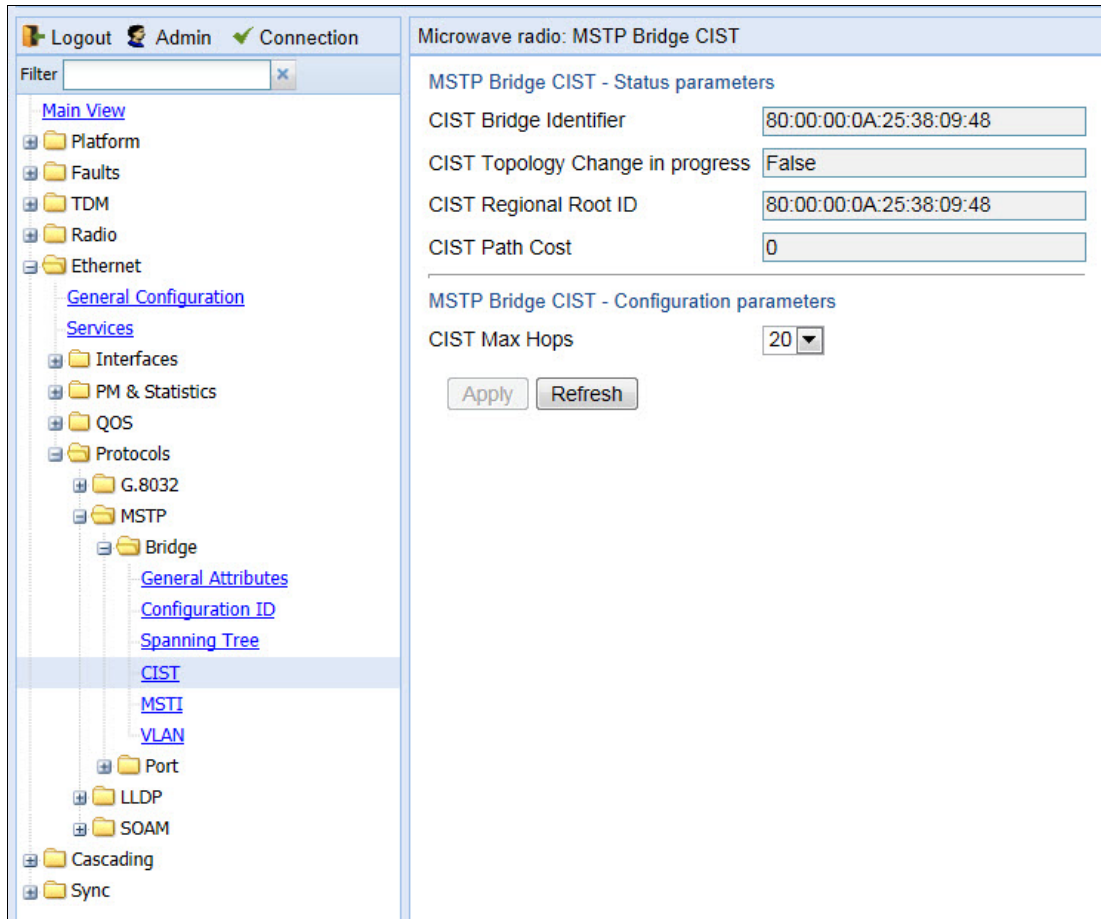 Logout Admin Connection
Filter
Main View
Platform
Faults
TDM
Radio
Ethernet
General Configuration
Services
Interfaces
PM & Statistics
QOS
Protocols
G.8032
MSTP
Bridge
General Attributes
Configuration ID
Spanning Tree
CIST
MSTI
VLAN
Port
LLDP
SOAM
Cascading
Sync
Microwave radio: MSTP Bridge CIST
MSTP Bridge CIST - Status parameters
CIST Bridge Identifier 80:00:00:0A:25:38:09:48
CIST Topology Change in progress False
CIST Regional Root ID 80:00:00:0A:25:38:09:48
CIST Path Cost 0
MSTP Bridge CIST - Configuration parameters
CIST Max Hops 20
Apply Refresh